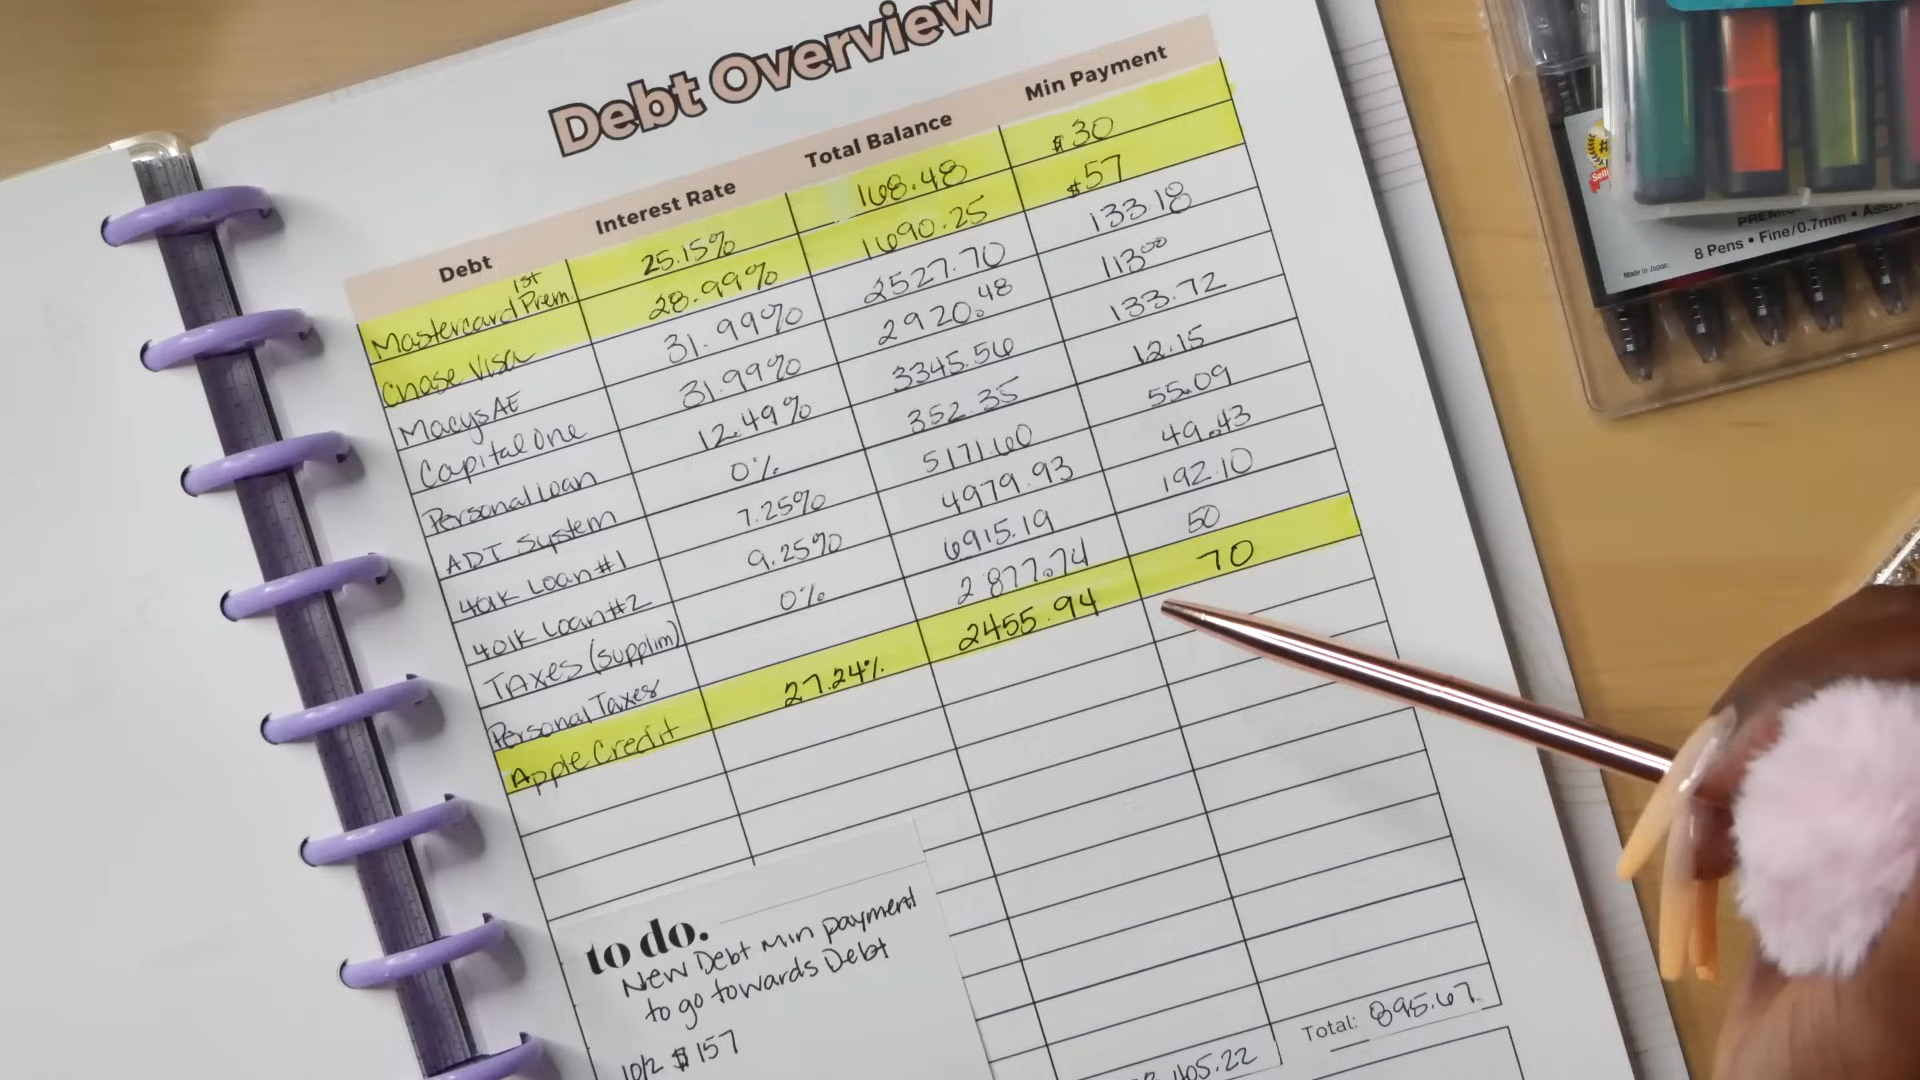 Debt Overview
Debt Interest Rate Total Balance Min Payment
Mastercard 1st Prem 25.15% 168.48 $30
Chase Visa 28.99% 1690.25 $57
Macys AE 31.99% 2527.70 133.18
Capital One 31.99% 2920.48 113.00
Personal Loan 12.49% 3345.56 133.72
ADT System 0% 352.35 12.15
401K Loan #1 7.25% 5171.60 55.09
401K Loan #2 9.25% 4979.93 49.43
Taxes (supplim) 0% 6915.19 192.10
Personal Taxes 2877.74 50
Apple Credit 27.24% 2455.94 70
405.22 Total: 895.67
to do.
New Debt Min payment
to go towards Debt
10/2 $157
8 Pens • Fine/0.7mm •
Made in Japan